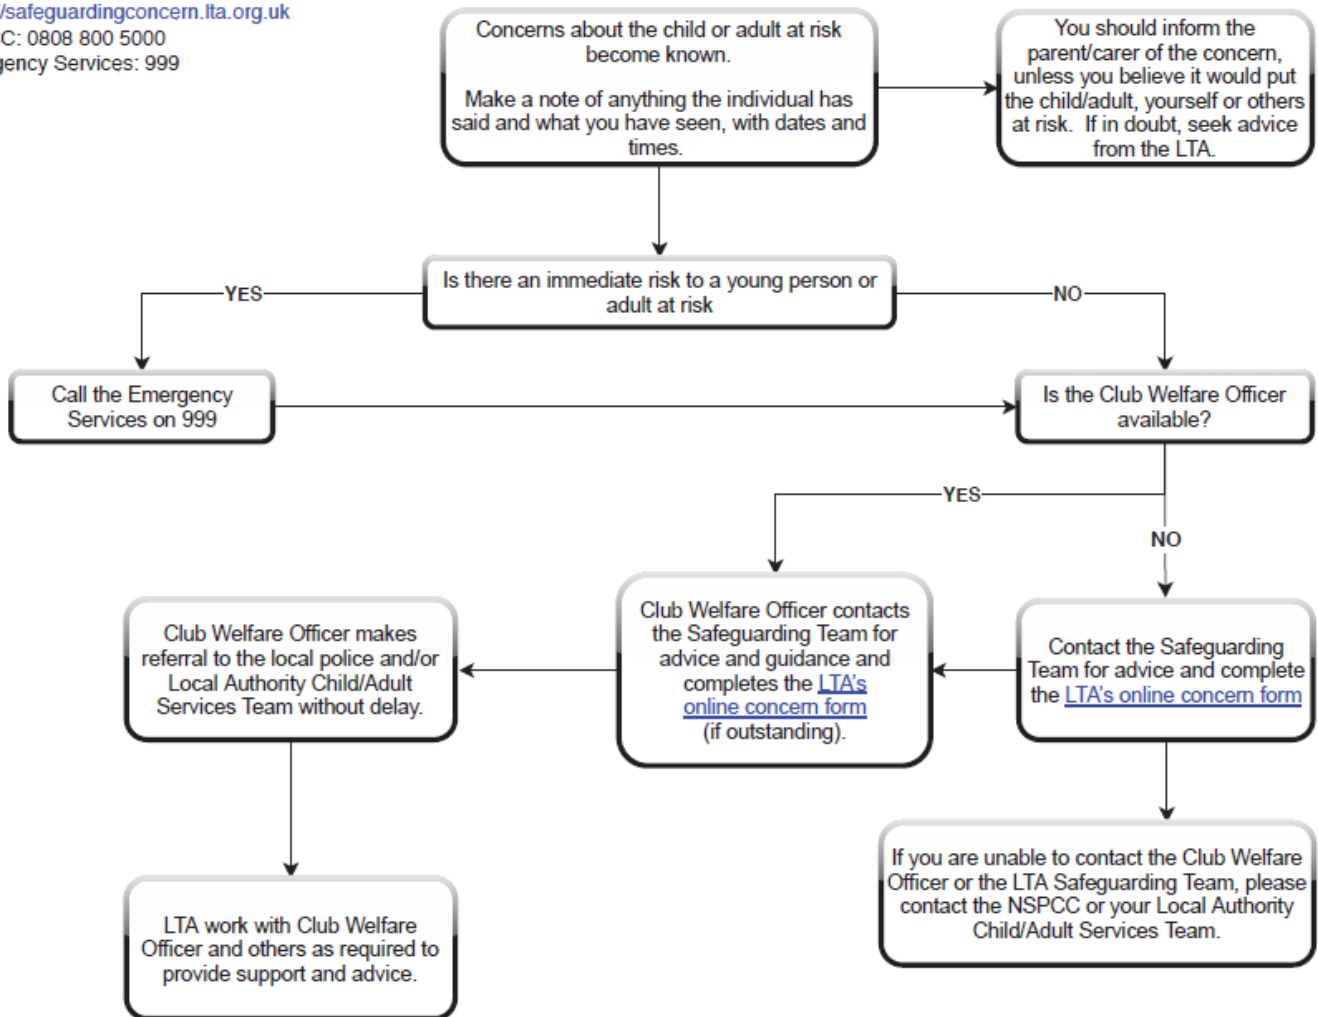 /safeguardingconcern.lta.org.uk
C: 0808 800 5000
gency Services: 999
Concerns about the child or adult at risk
become known.
Make a note of anything the individual has
said and what you have seen, with dates and
times.
You should inform the
parent/carer of the concern,
unless you believe it would put
the child/adult, yourself or others
at risk.  If in doubt, seek advice
from the LTA.
Is there an immediate risk to a young person or
adult at risk
YES
NO
Call the Emergency
Services on 999
Is the Club Welfare Officer
available?
YES
NO
Club Welfare Officer makes
referral to the local police and/or
Local Authority Child/Adult
Services Team without delay.
Club Welfare Officer contacts
the Safeguarding Team for
advice and guidance and
completes the LTA's
online concern form
(if outstanding).
Contact the Safeguarding
Team for advice and complete
the LTA's online concern form
If you are unable to contact the Club Welfare
Officer or the LTA Safeguarding Team, please
contact the NSPCC or your Local Authority
Child/Adult Services Team.
LTA work with Club Welfare
Officer and others as required to
provide support and advice.